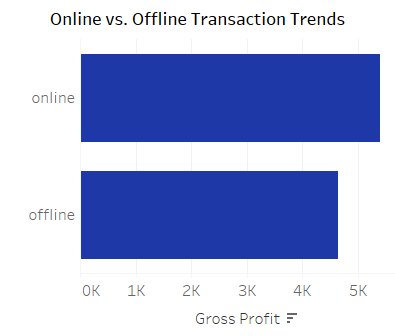 Online vs. Offline Transaction Trends
online
offline
0K 1K 2K 3K 4K 5K
Gross Profit